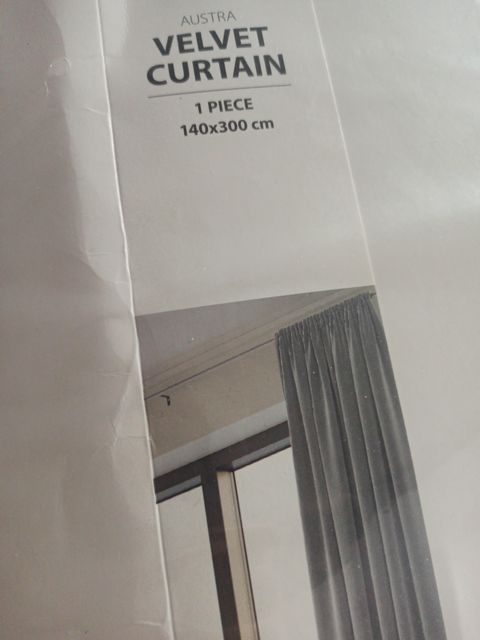 AUSTRA
VELVET
CURTAIN
1 PIECE
140x300 cm